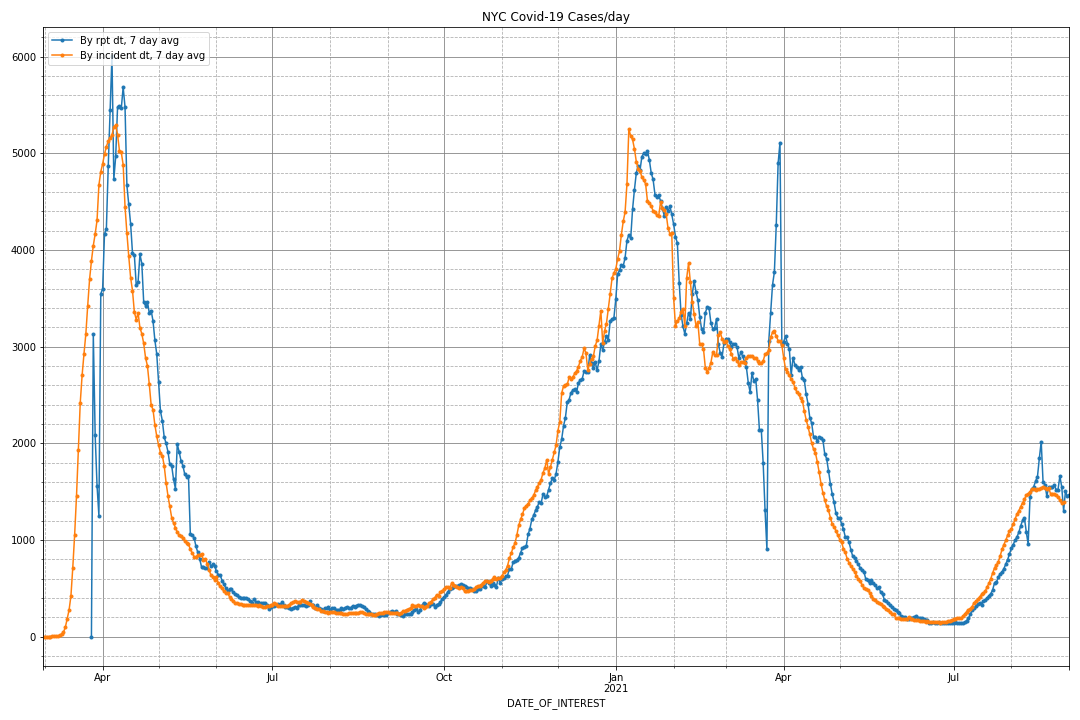 NYC Covid-19 Cases/day
By rpt dt, 7 day avg
By incident dt, 7 day avg
6000
5000
4000
3000
2000
1000
0
Apr Jul Oct Jan Apr Jul
2021
DATE_OF_INTEREST